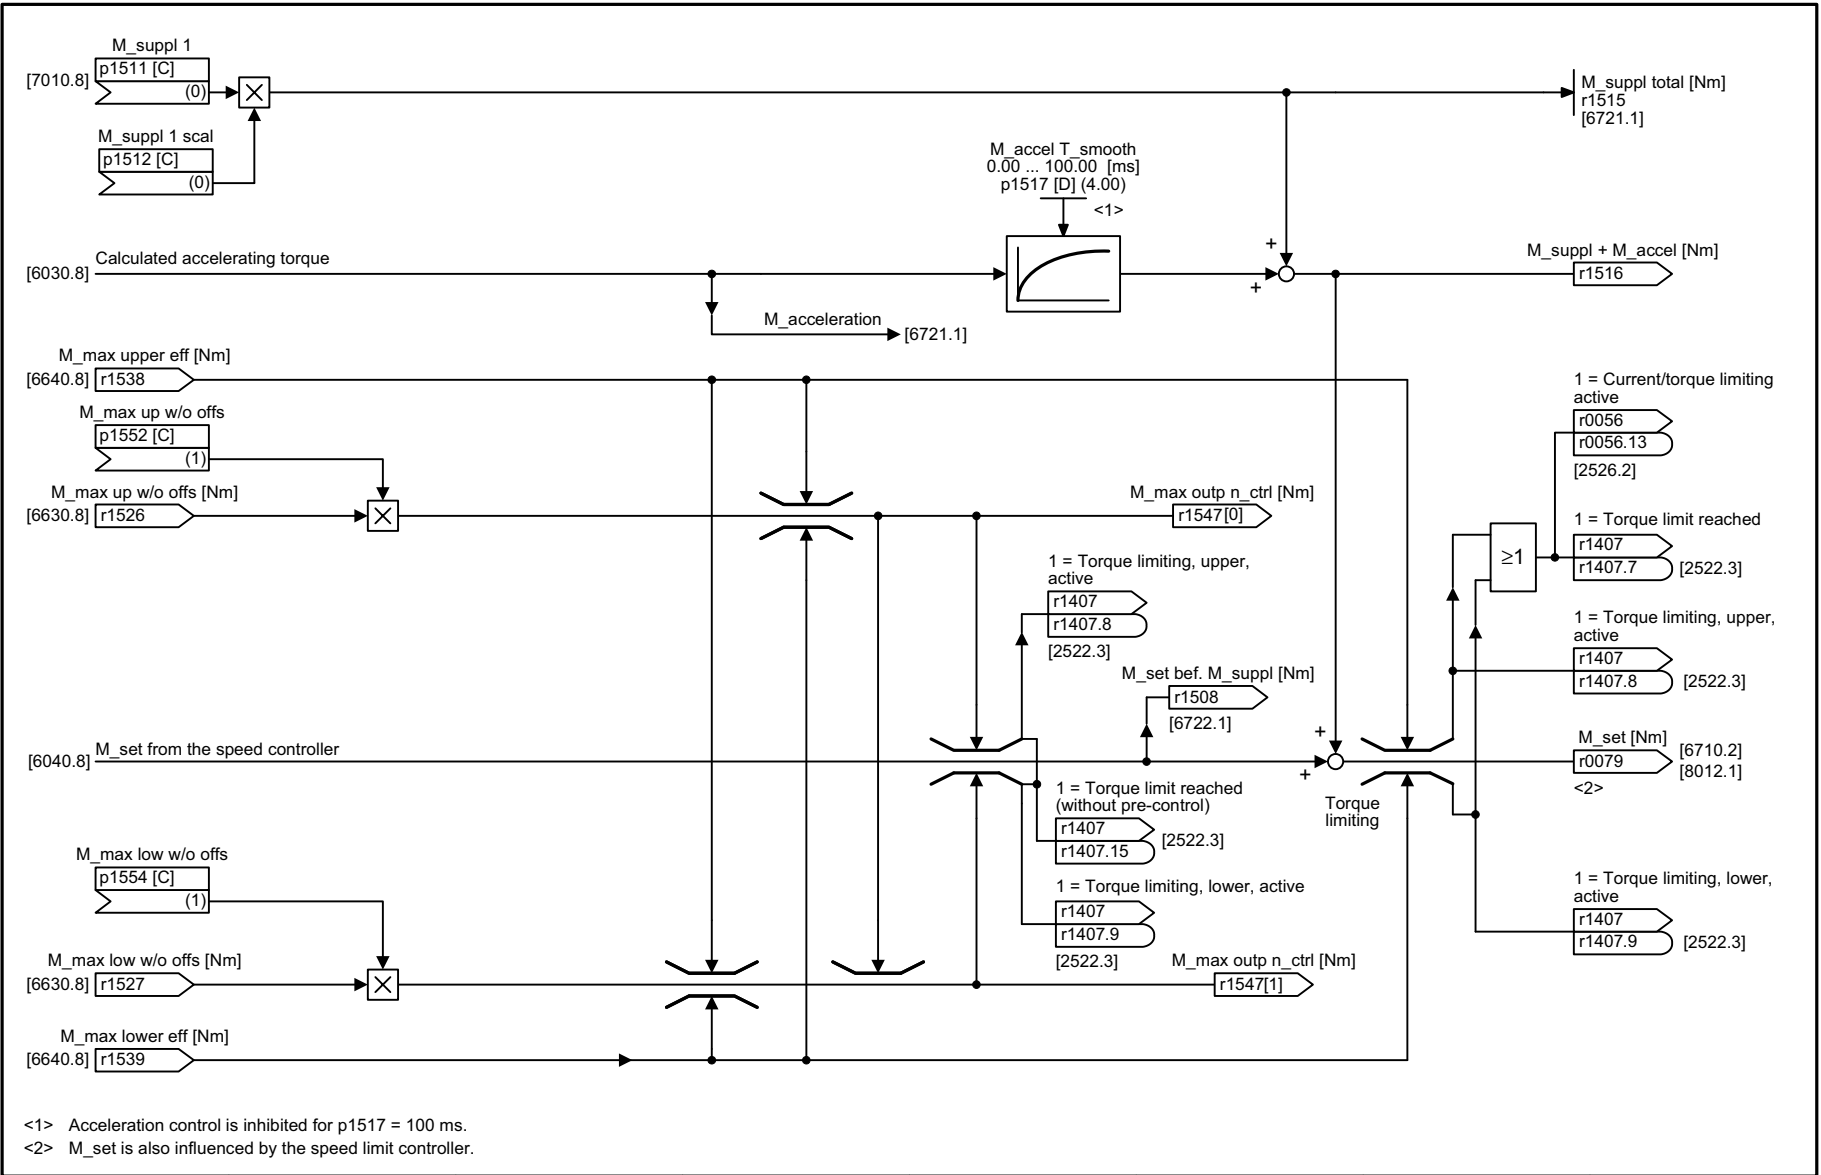 M_suppl 1
[7010.8]
p1511 [C]
(0)
M_suppl 1 scal
p1512 [C]
(0)
M_suppl total [Nm]
r1515
[6721.1]
M_accel T_smooth
0.00 ... 100.00 [ms]
p1517 [D] (4.00)
<1>
[6030.8]
Calculated accelerating torque
+
+
M_suppl + M_accel [Nm]
r1516
M_acceleration
[6721.1]
M_max upper eff [Nm]
[6640.8]
r1538
M_max up w/o offs
p1552 [C]
(1)
M_max up w/o offs [Nm]
[6630.8]
r1526
M_max outp n_ctrl [Nm]
r1547[0]
1 = Current/torque limiting
active
r0056
r0056.13
[2526.2]
≥1
1 = Torque limit reached
r1407
r1407.7
[2522.3]
1 = Torque limiting, upper,
active
r1407
r1407.8
[2522.3]
1 = Torque limiting, upper,
active
r1407
r1407.8
[2522.3]
M_set bef. M_suppl [Nm]
r1508
[6722.1]
[6040.8]
M_set from the speed controller
+
+
Torque
limiting
M_set [Nm]
r0079
[6710.2]
[8012.1]
<2>
1 = Torque limit reached
(without pre-control)
r1407
r1407.15
[2522.3]
1 = Torque limiting, lower, active
r1407
r1407.9
[2522.3]
1 = Torque limiting, lower,
active
r1407
r1407.9
[2522.3]
M_max low w/o offs
p1554 [C]
(1)
M_max low w/o offs [Nm]
[6630.8]
r1527
M_max outp n_ctrl [Nm]
r1547[1]
M_max lower eff [Nm]
[6640.8]
r1539
<1> Acceleration control is inhibited for p1517 = 100 ms.
<2> M_set is also influenced by the speed limit controller.